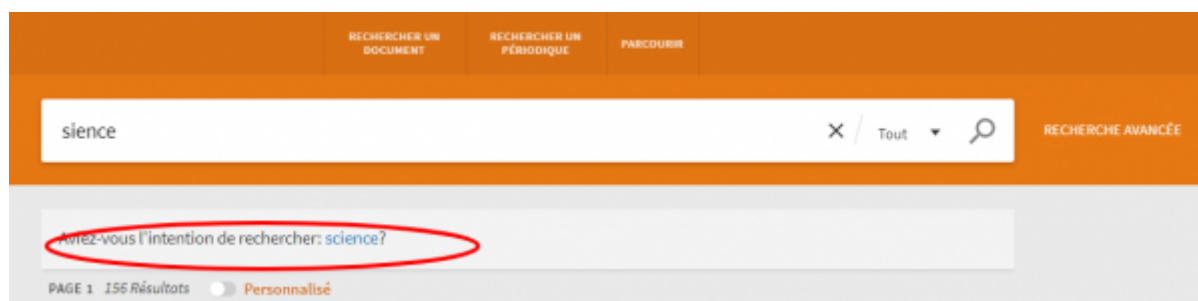 RECHERCHER UN DOCUMENT
RECHERCHER UN PÉRIODIQUE
PARCOURIR
sience
Tout
RECHERCHE AVANCÉE
Aviez-vous l'intention de rechercher: science?
PAGE 1 156 Résultats Personnalisé